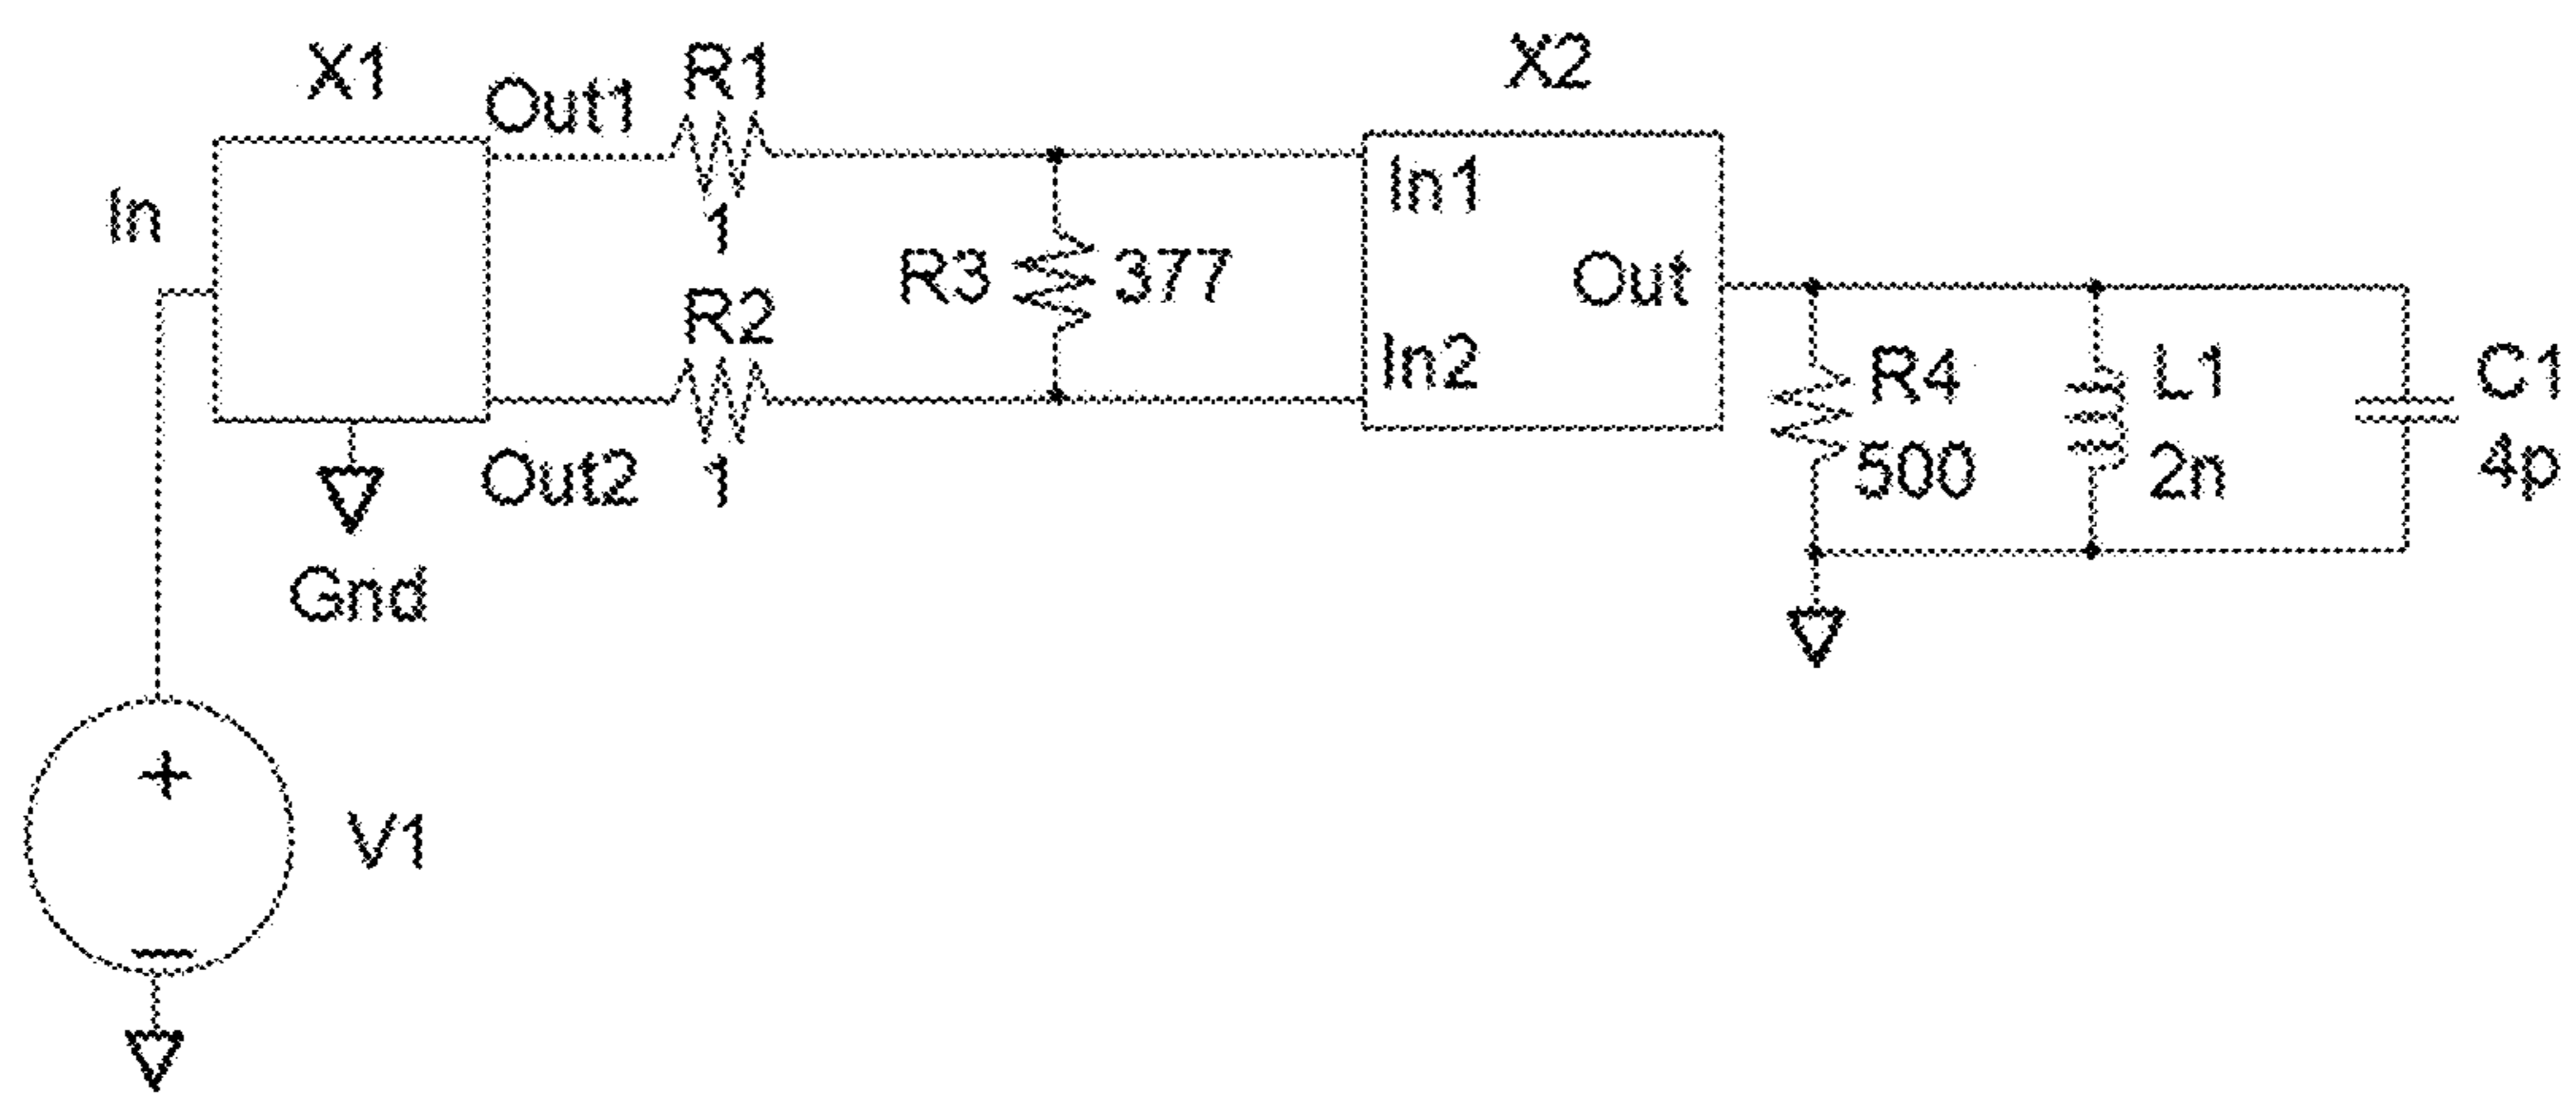 X1
R1
X2
Out1
In
In1
1
R3
377
Out
R2
In2
R4
L1
C1
Out2
1
500
2n
4p
Gnd
+
V1